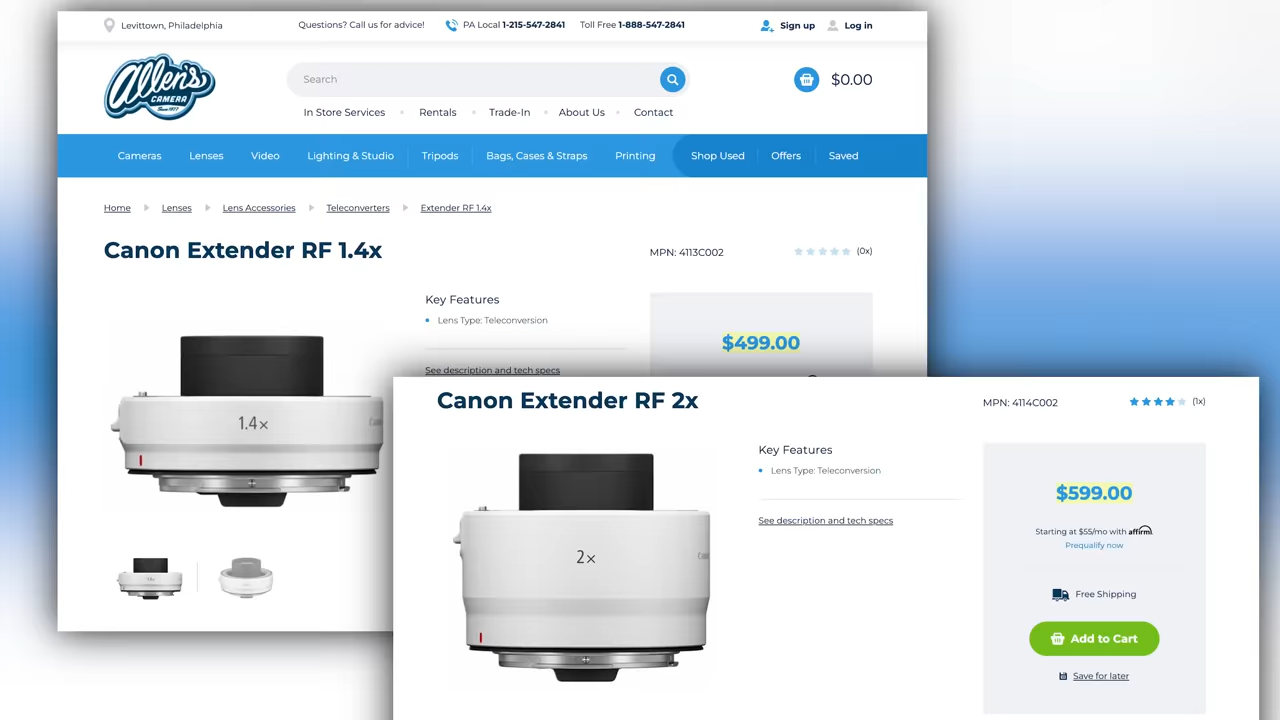 Levittown, Philadelphia
Questions? Call us for advice!
PA Local 1-215-547-2841
Toll Free 1-888-547-2841
Sign up
Log in
Allen's
CAMERA
Since 1977
Search
$0.00
In Store Services
Rentals
Trade-In
About Us
Contact
Cameras
Lenses
Video
Lighting & Studio
Tripods
Bags, Cases & Straps
Printing
Shop Used
Offers
Saved
Home
Lenses
Lens Accessories
Teleconverters
Extender RF 1.4x
Canon Extender RF 1.4x
MPN: 4113C002
(0x)
Key Features
Lens Type: Teleconversion
$499.00
See description and tech specs
1.4x
Canon Extender RF 2x
MPN: 4114C002
(1x)
Key Features
Lens Type: Teleconversion
See description and tech specs
2x
$599.00
Starting at $55/mo with affirm.
Prequalify now
Free Shipping
Add to Cart
Save for later